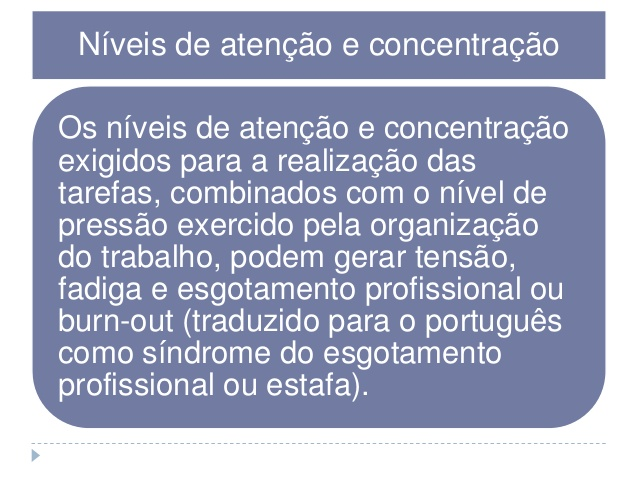 Níveis de atenção e concentração
Os níveis de atenção e concentração
exigidos para a realização das
tarefas, combinados com o nível de
pressão exercido pela organização
do trabalho, podem gerar tensão,
fadiga e esgotamento profissional ou
burn-out (traduzido para o português
como síndrome do esgotamento
profissional ou estafa).